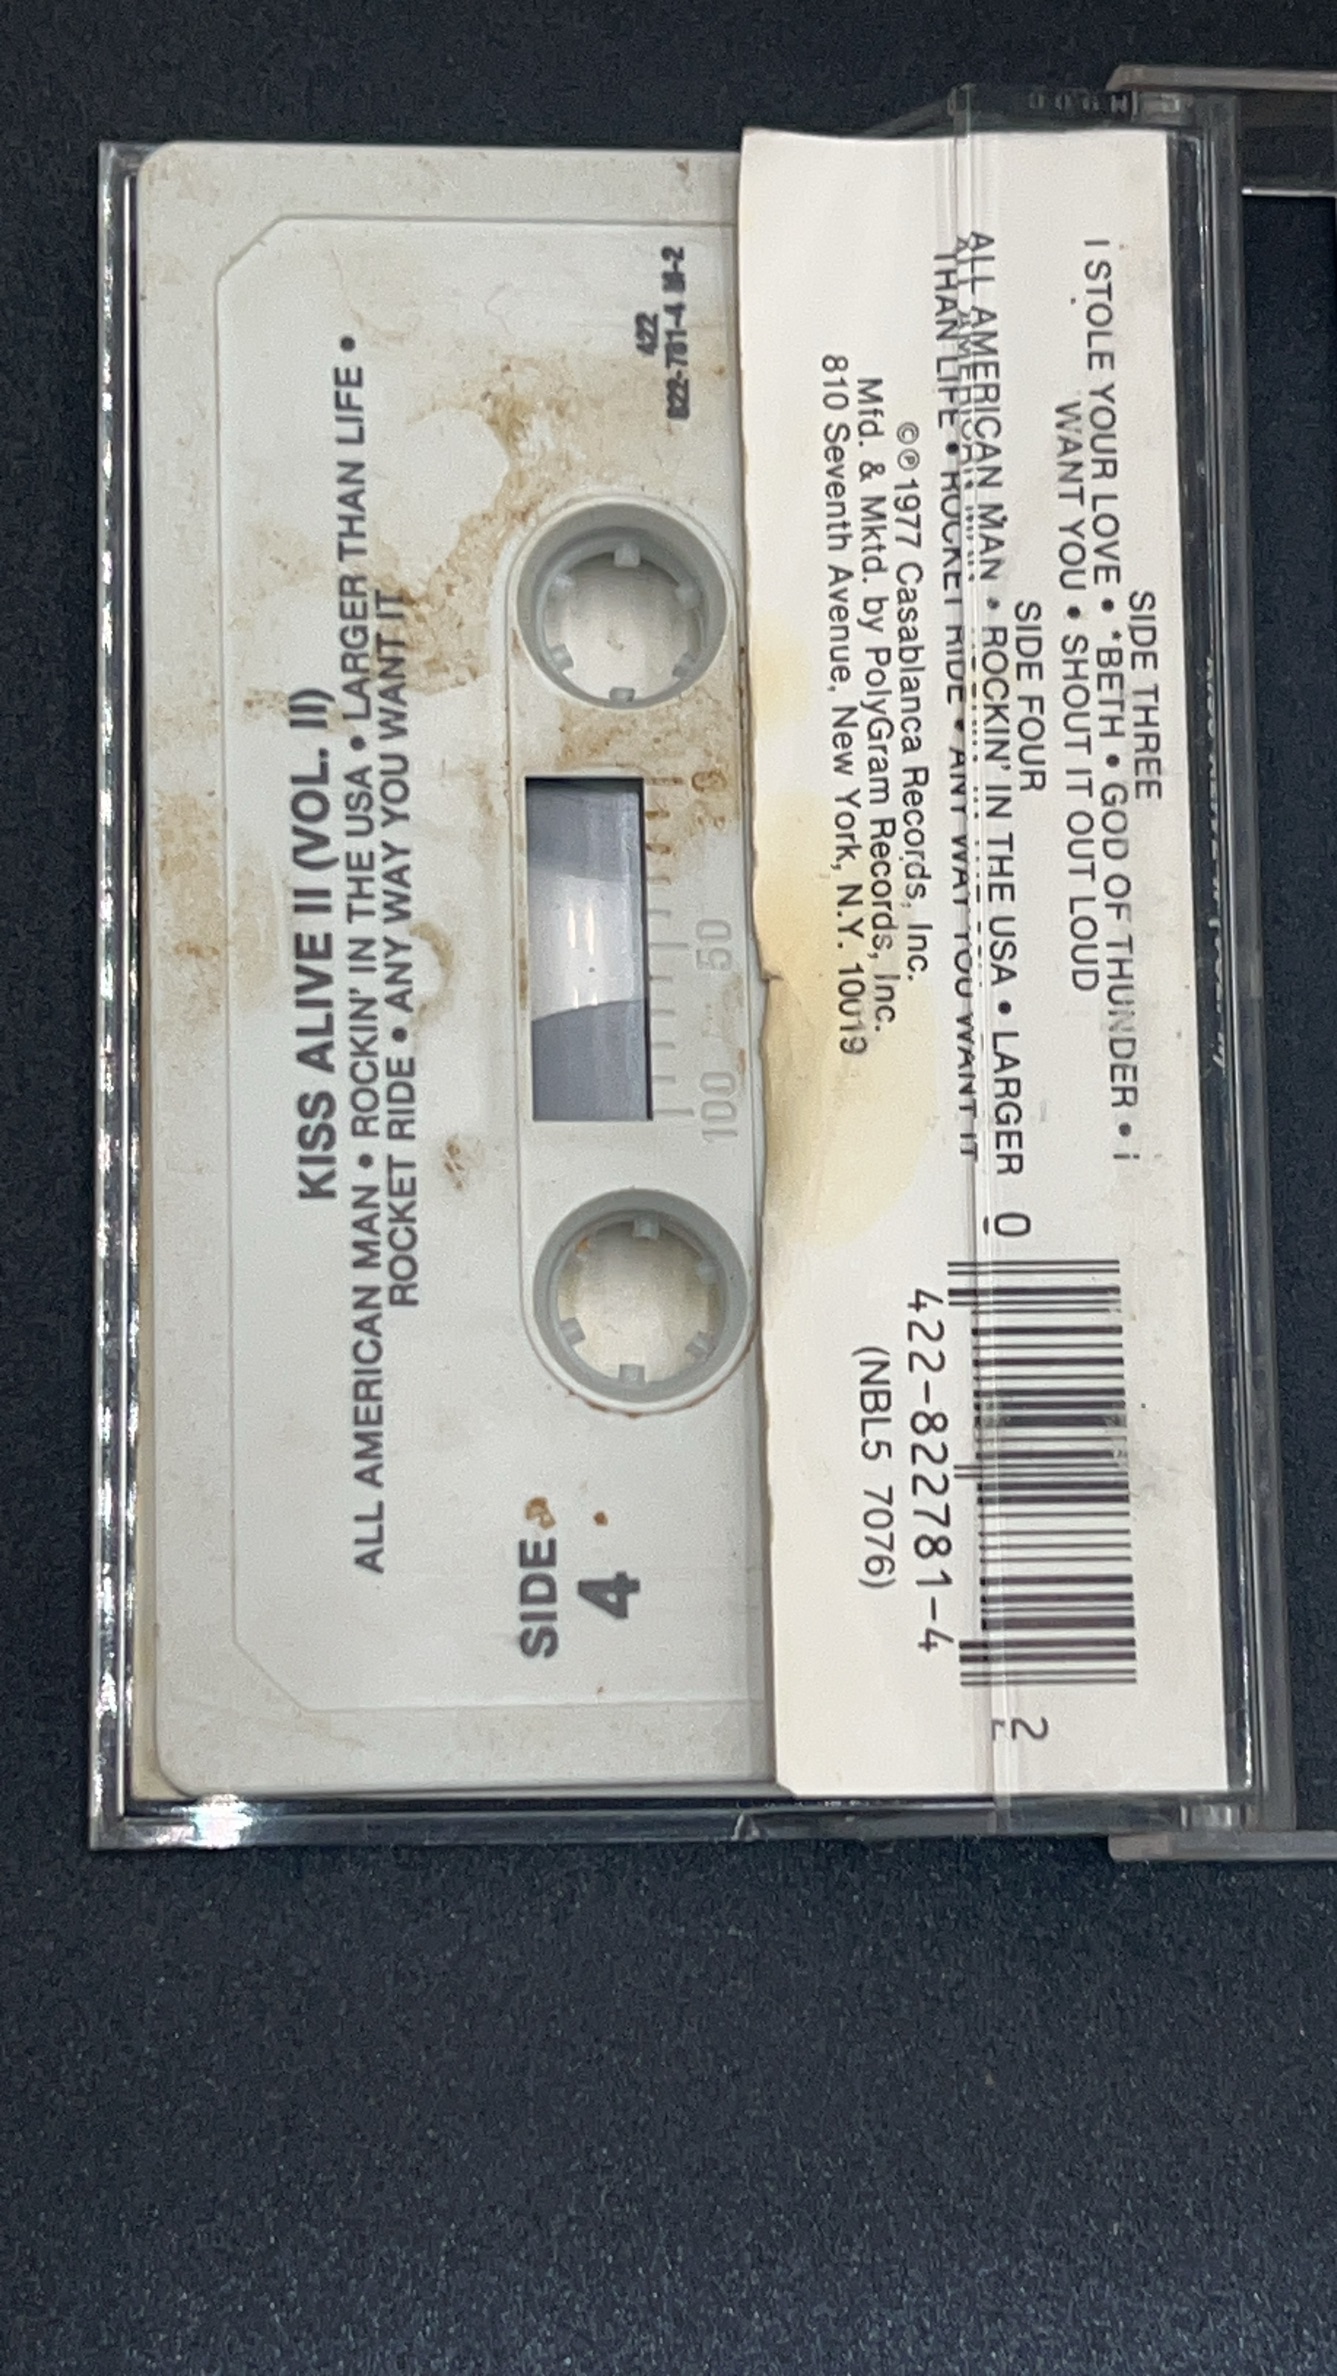 KISS ALIVE II (VOL. II)
ALL AMERICAN MAN • ROCKIN' IN THE USA • LARGER THAN LIFE •
ROCKET RIDE • ANY WAY YOU WANT IT
SIDE
4
822-781-4 M-2
422
50
100
SIDE THREE
I STOLE YOUR LOVE • *BETH • GOD OF THUNDER • I
WANT YOU • SHOUT IT OUT LOUD
SIDE FOUR
ALL AMERICAN MAN • ROCKIN' IN THE USA • LARGER
THAN LIFE • ROCKET RIDE • ANY WAY YOU WANT IT
©℗ 1977 Casablanca Records, Inc.
Mfd. & Mktd. by PolyGram Records, Inc.
810 Seventh Avenue, New York, N.Y. 10019
0
2
422-822781-4
(NBL5 7076)